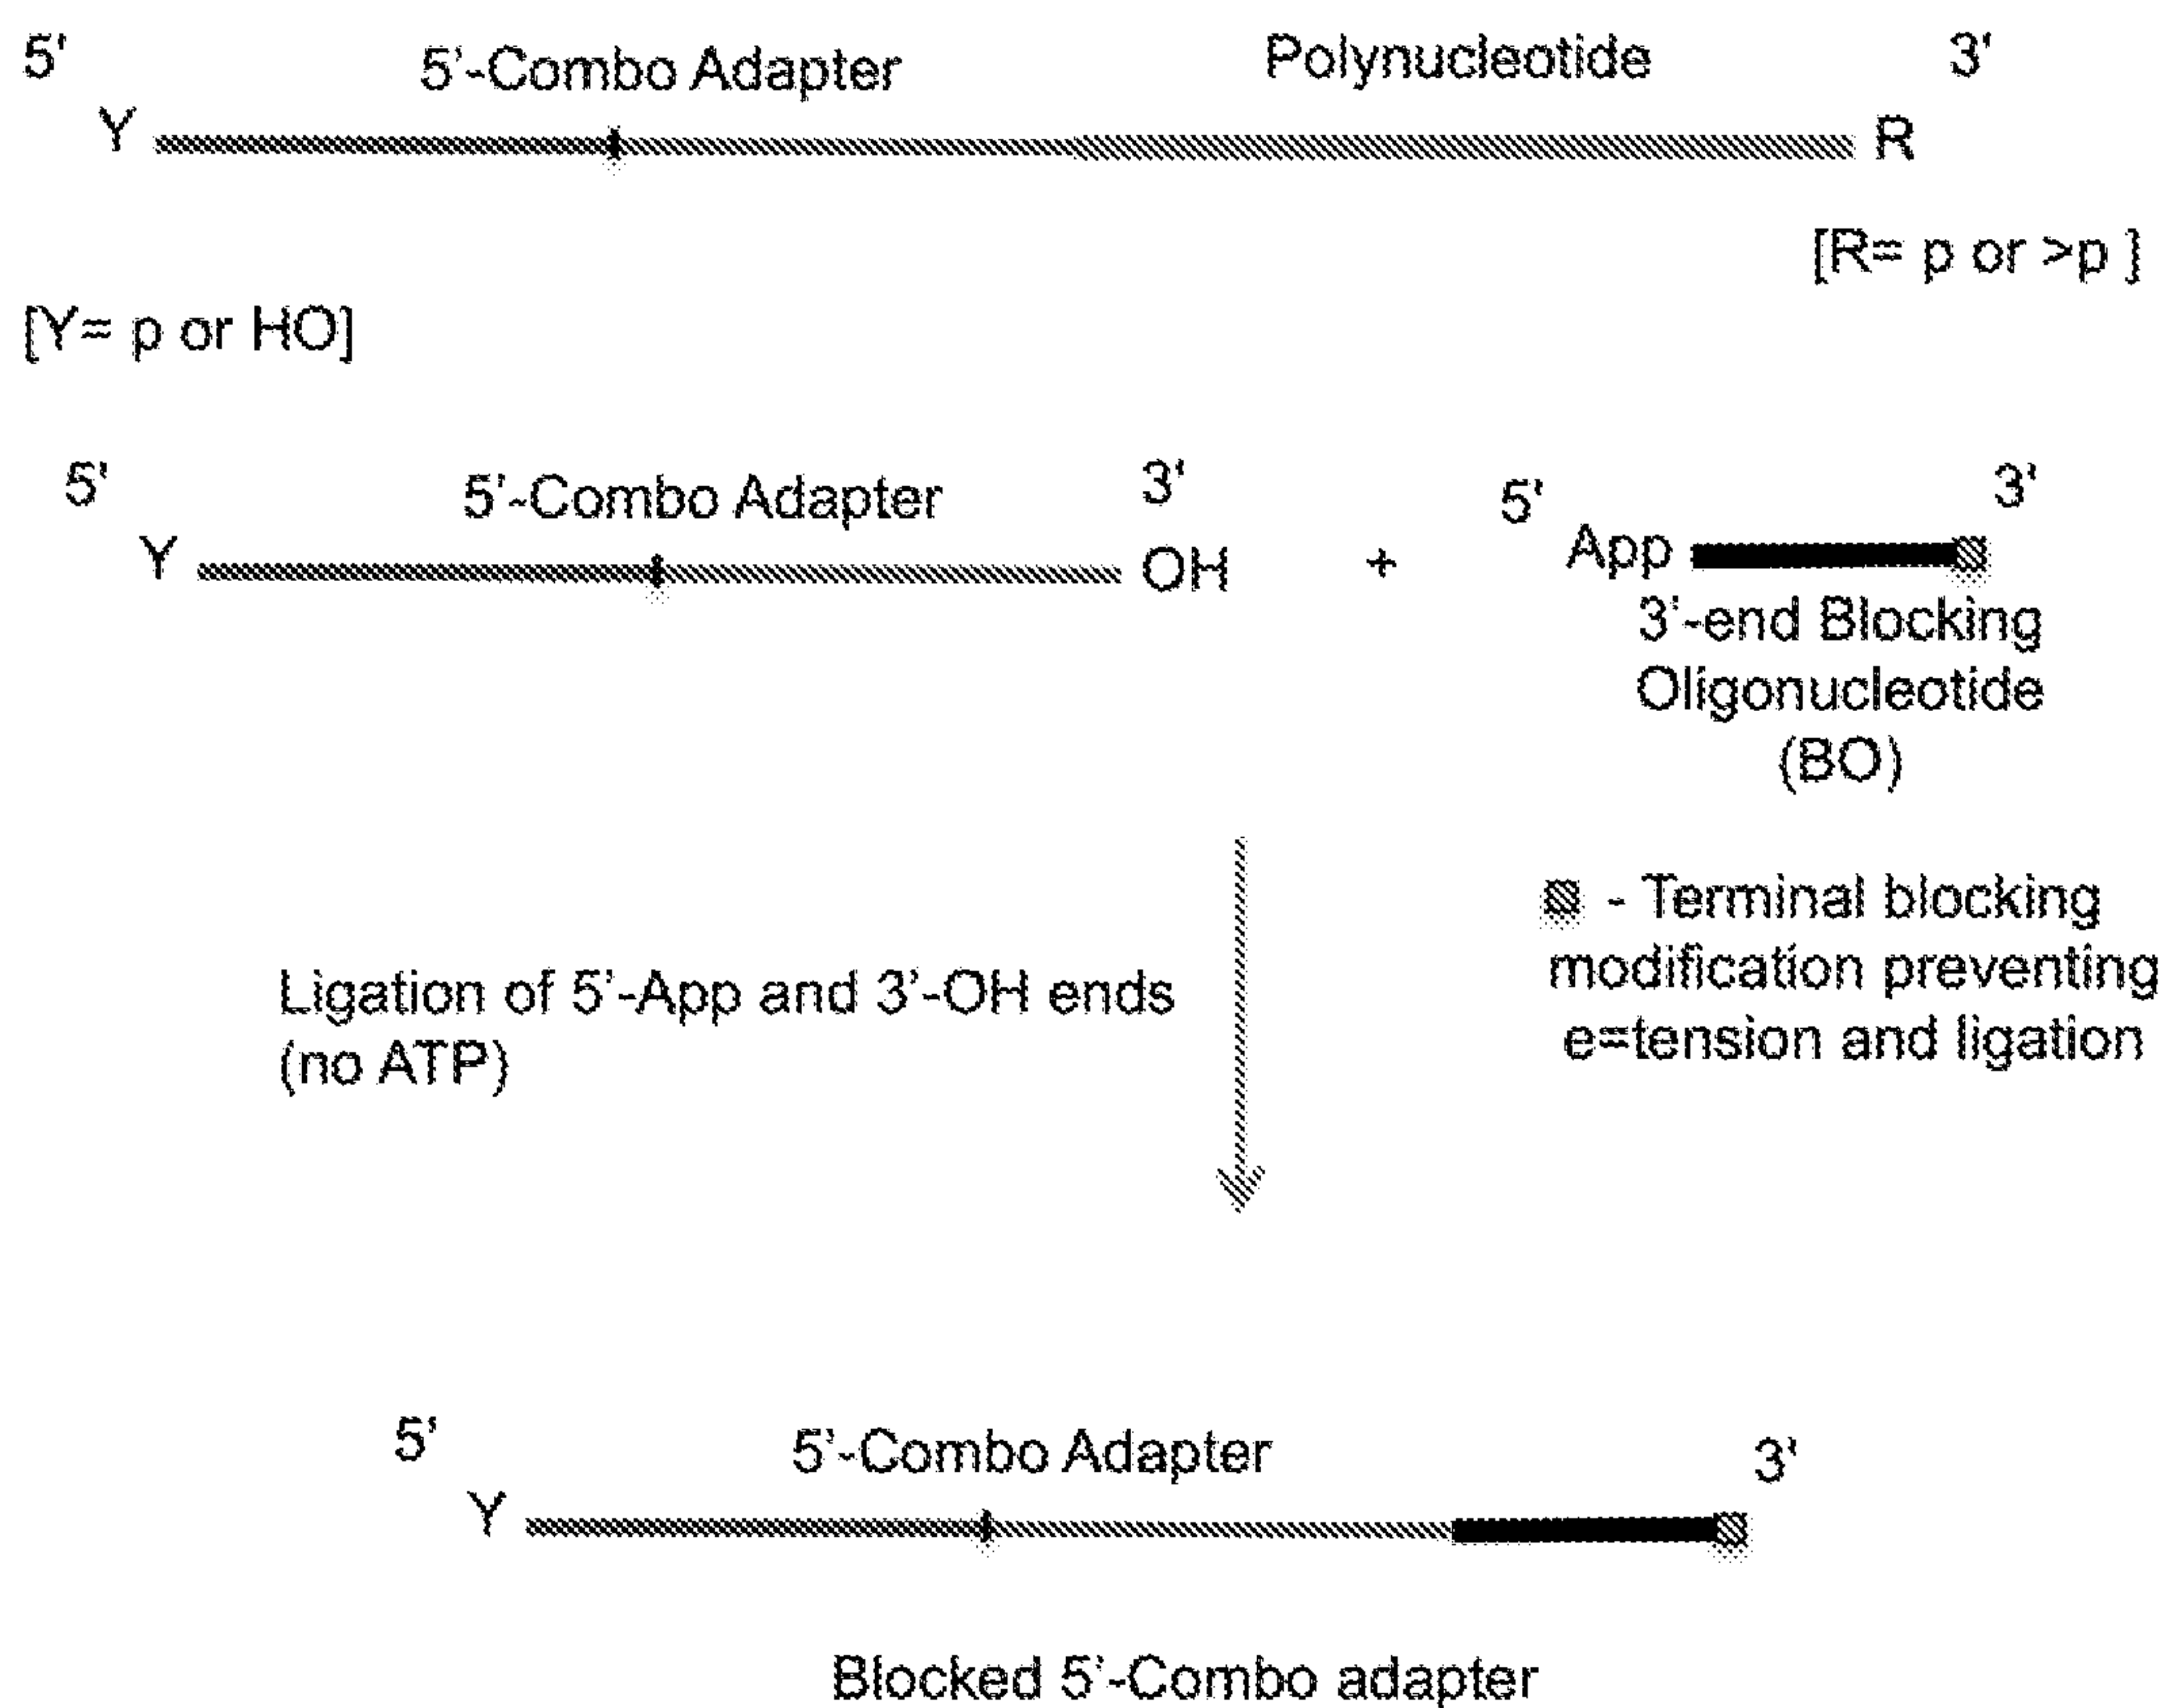 5' 5'-Combo Adapter Polynucleotide 3'
Y R
[R= p or >p ]
[Y= p or HO]
5' 5'-Combo Adapter 3' 5' 3'
Y OH + App
3'-end Blocking
Oligonucleotide
(BO)
- Terminal blocking
modification preventing
e=tension and ligation
Ligation of 5'-App and 3'-OH ends
(no ATP)
5' 5'-Combo Adapter 3'
Y
Blocked 5'-Combo adapter